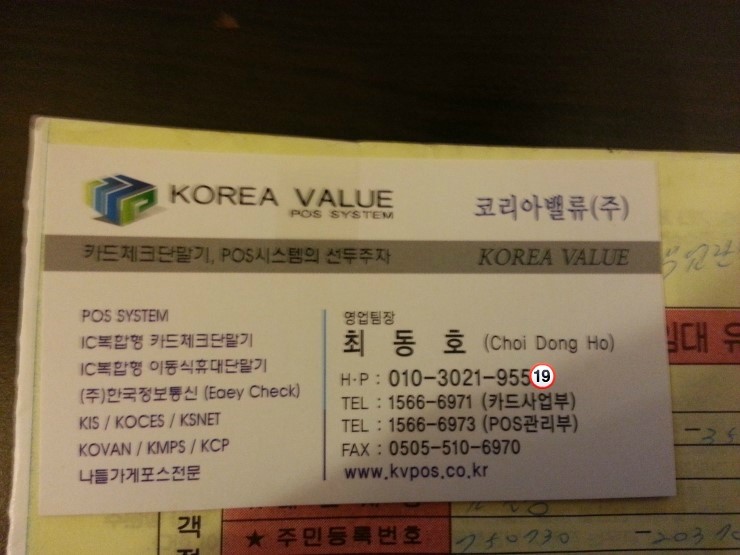 KOREA VALUE
POS SYSTEM
코리아밸류(주)
카드체크단말기, POS시스템의 선두주자
KOREA VALUE
POS SYSTEM
IC복합형 카드체크단말기
IC복합형 이동식휴대단말기
(주)한국정보통신 (Eaey Check)
KIS / KOCES / KSNET
KOVAN / KMPS / KCP
나들가게포스전문
영업팀장
최 동 호 (Choi Dong Ho)
H·P : 010-3021-955
19
TEL : 1566-6971 (카드사업부)
TEL : 1566-6973 (POS관리부)
FAX : 0505-510-6970
www.kvpos.co.kr
임대 유
객
★ 주민등록번호